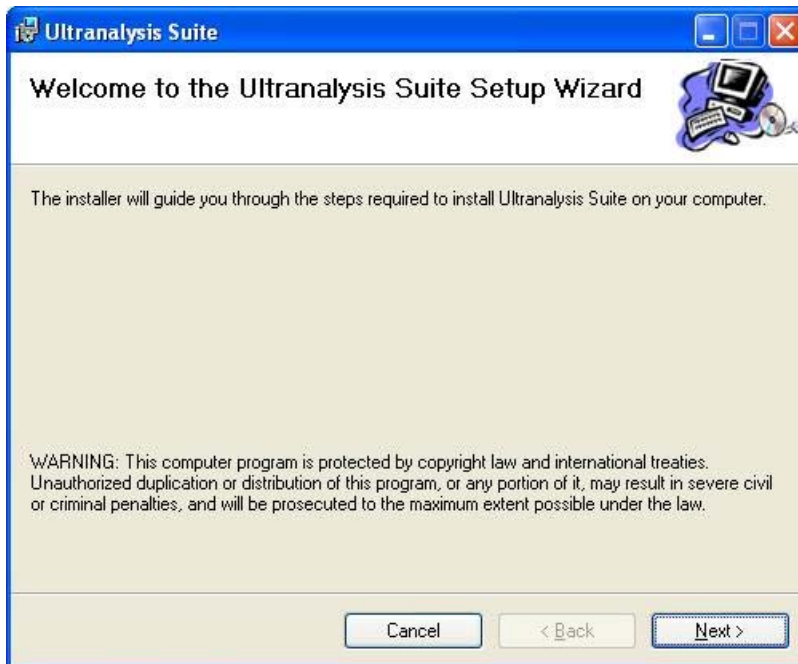 Ultranalysis Suite
Welcome to the Ultranalysis Suite Setup Wizard
The installer will guide you through the steps required to install Ultranalysis Suite on your computer.
WARNING: This computer program is protected by copyright law and international treaties.
Unauthorized duplication or distribution of this program, or any portion of it, may result in severe civil
or criminal penalties, and will be prosecuted to the maximum extent possible under the law.
Cancel < Back Next >